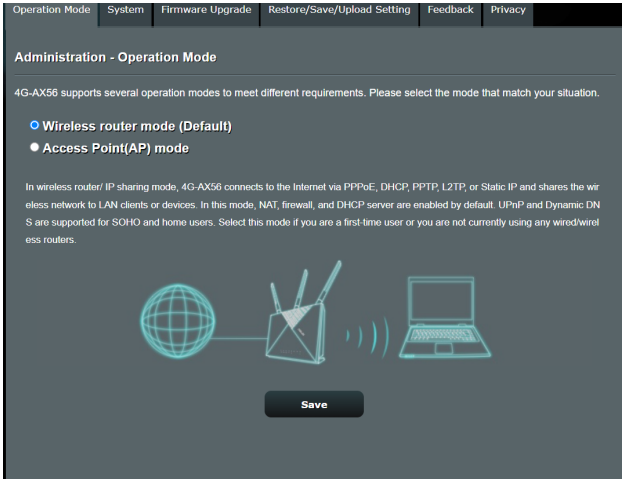 Operation Mode System Firmware Upgrade Restore/Save/Upload Setting Feedback Privacy
Administration - Operation Mode
4G-AX56 supports several operation modes to meet different requirements. Please select the mode that match your situation.
Wireless router mode (Default)
Access Point(AP) mode
In wireless router/ IP sharing mode, 4G-AX56 connects to the Internet via PPPoE, DHCP, PPTP, L2TP, or Static IP and shares the wir
eless network to LAN clients or devices. In this mode, NAT, firewall, and DHCP server are enabled by default. UPnP and Dynamic DN
S are supported for SOHO and home users. Select this mode if you are a first-time user or you are not currently using any wired/wirel
ess routers.
Save